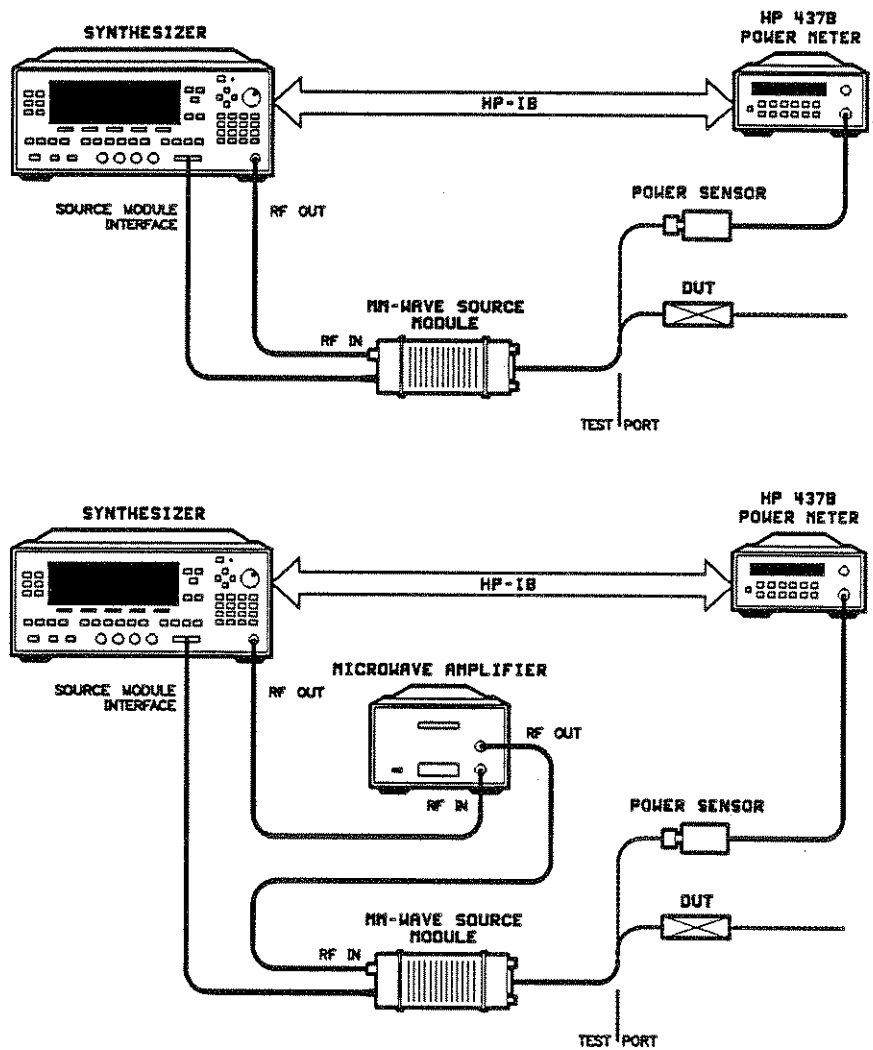 SYNTHESIZER
HP 437B
POWER METER
HP-IB
POWER SENSOR
SOURCE MODULE
INTERFACE
RF OUT
DUT
MM-WAVE SOURCE
MODULE
RF IN
TEST PORT
SYNTHESIZER
HP 437B
POWER METER
HP-IB
MICROWAVE AMPLIFIER
SOURCE MODULE
INTERFACE
RF OUT
RF OUT
RF IN
POWER SENSOR
DUT
MM-WAVE SOURCE
MODULE
RF IN
TEST PORT